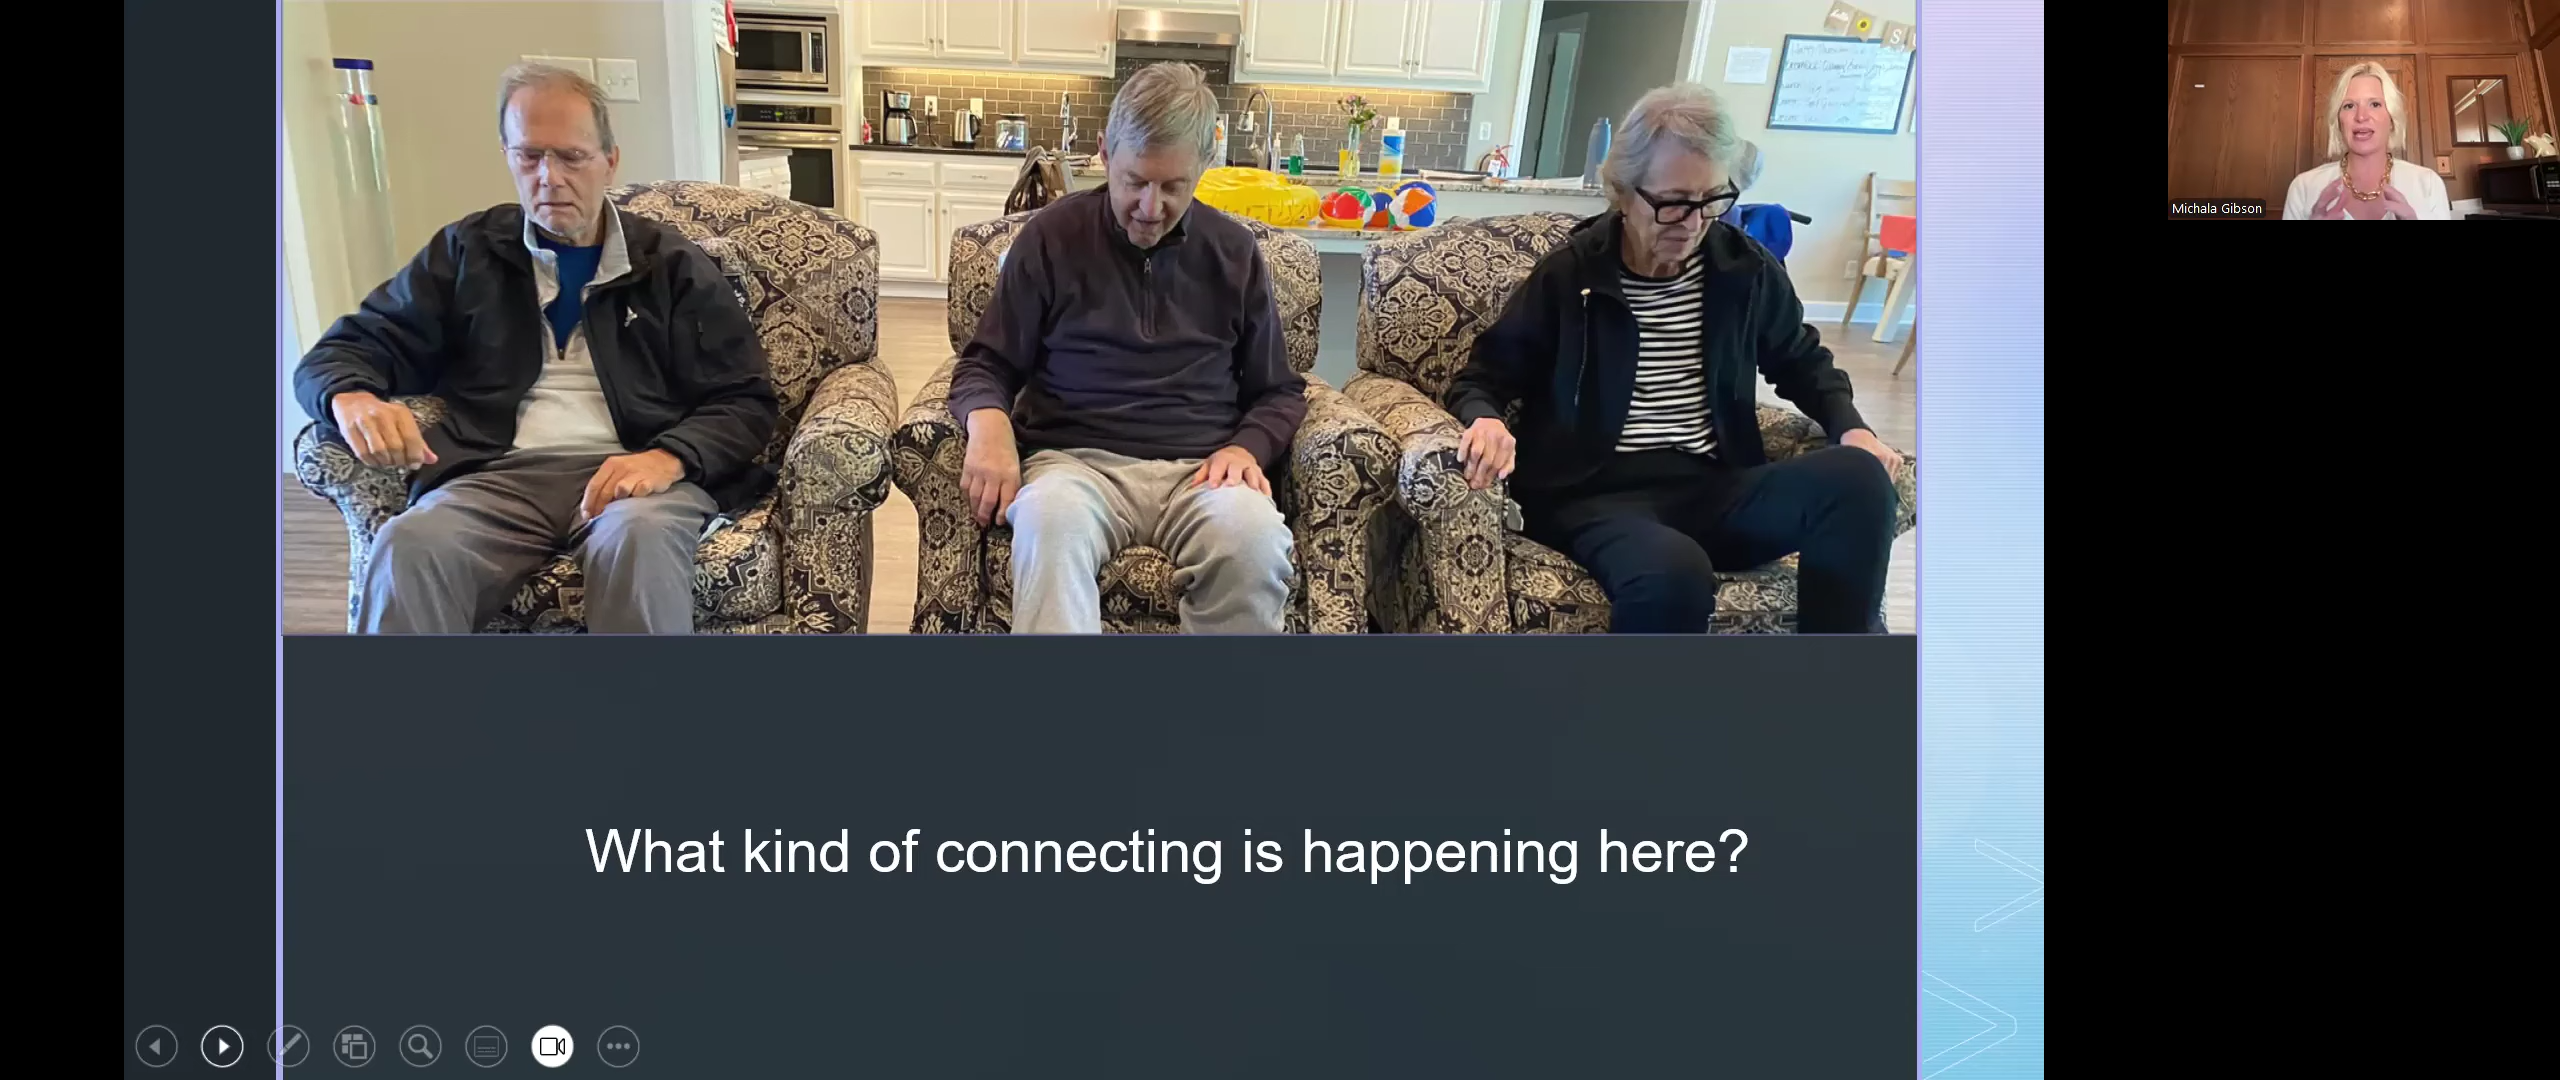 What kind of connecting is happening here?
Michala Gibson